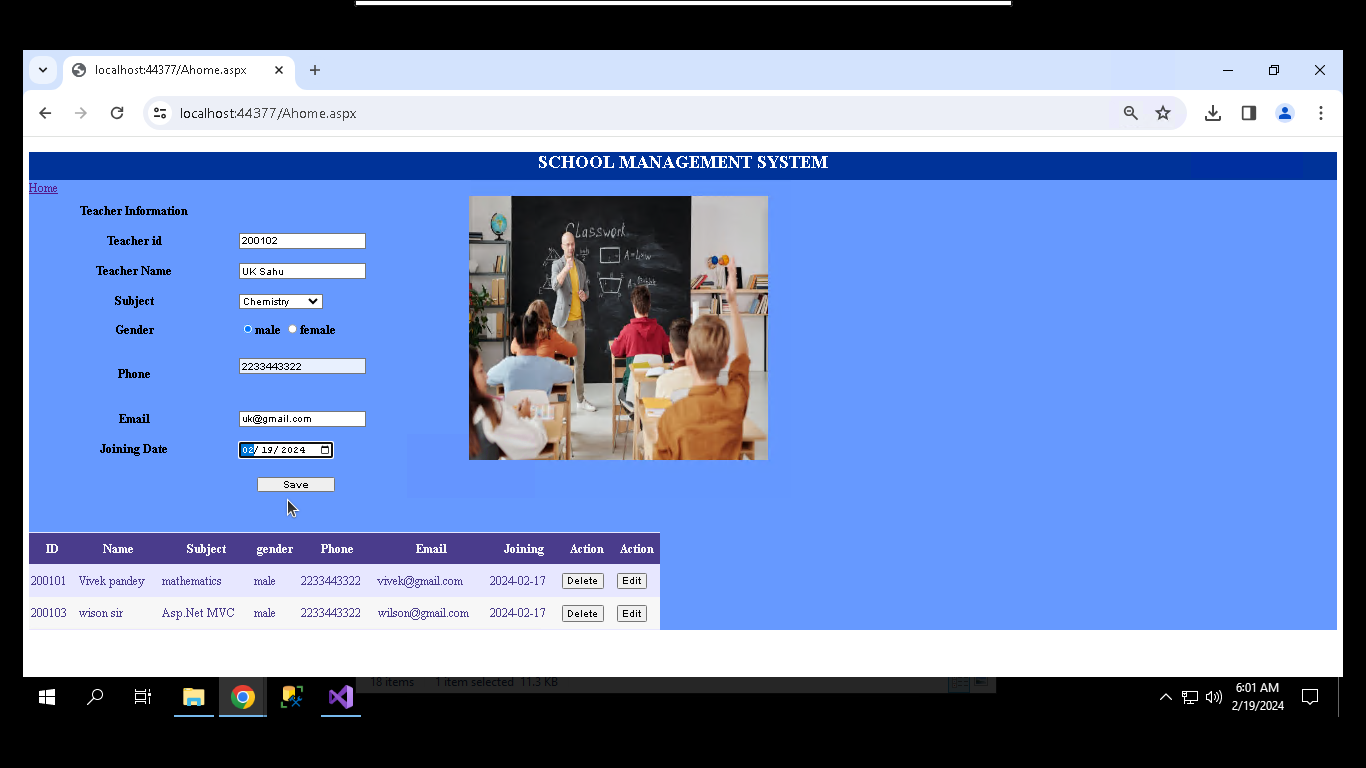 localhost:44377/Ahome.aspx
localhost:44377/Ahome.aspx
SCHOOL MANAGEMENT SYSTEM
Home
Teacher Information
Teacher id 200102
Teacher Name UK Sahu
Subject Chemistry
Gender male female
Phone 2233443322
Email uk@gmail.com
Joining Date 02/19/2024
Save
Classwork
ID Name Subject gender Phone Email Joining Action Action
200101 Vivek pandey mathematics male 2233443322 vivek@gmail.com 2024-02-17 Delete Edit
200103 wison sir Asp.Net MVC male 2233443322 wilson@gmail.com 2024-02-17 Delete Edit
18 items 1 item selected 11.3 KB
6:01 AM
2/19/2024